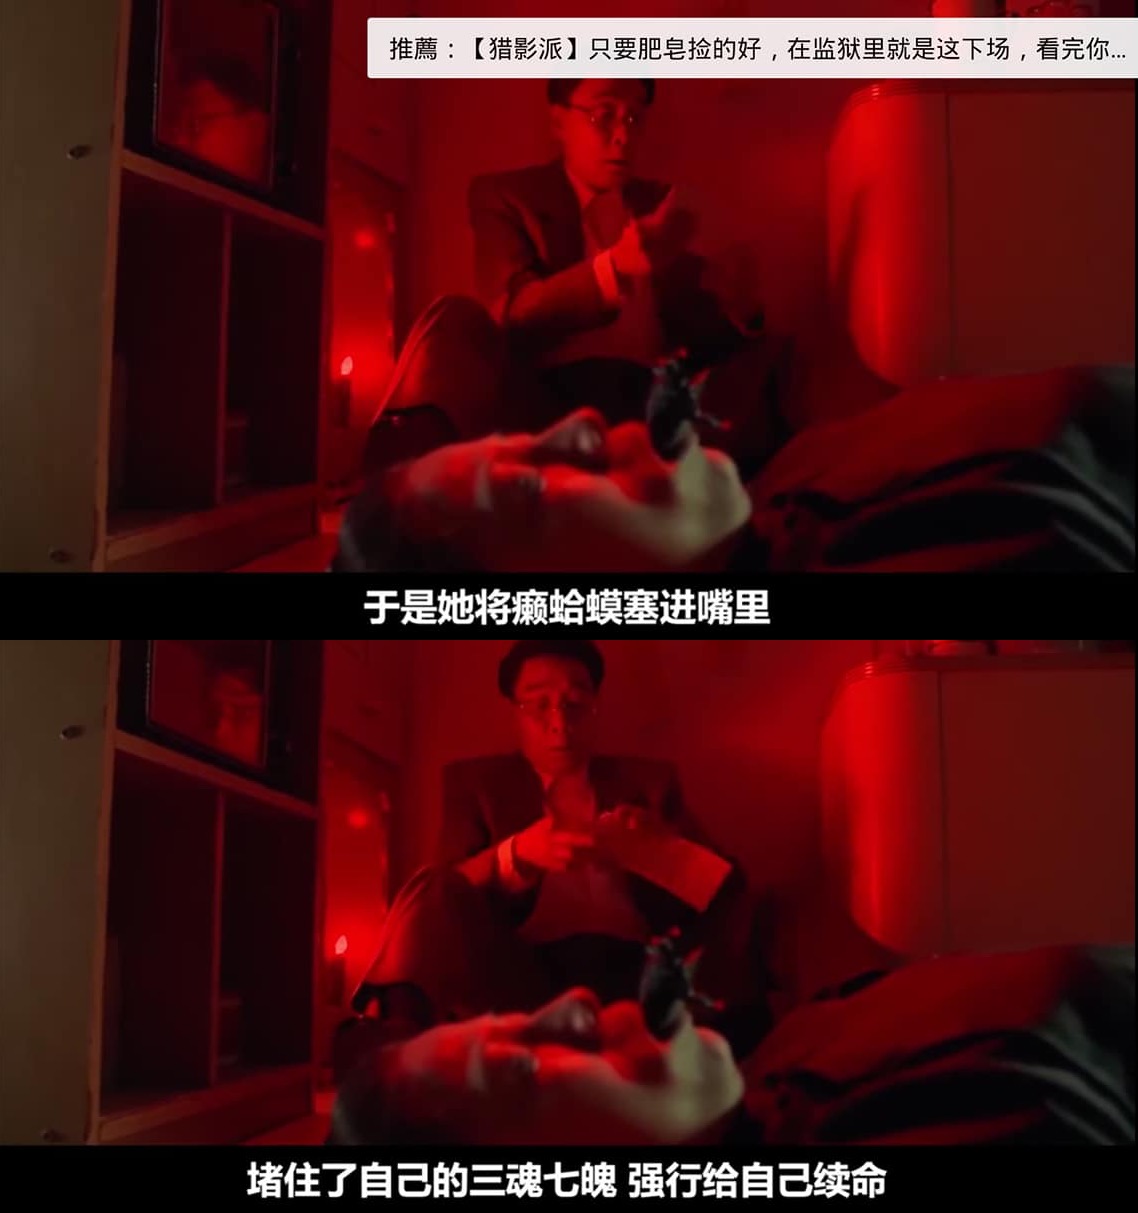 推薦：【猎影派】只要肥皂捡的好，在监狱里就是这下场，看完你...
于是她将癞蛤蟆塞进嘴里
堵住了自己的三魂七魄 强行给自己续命